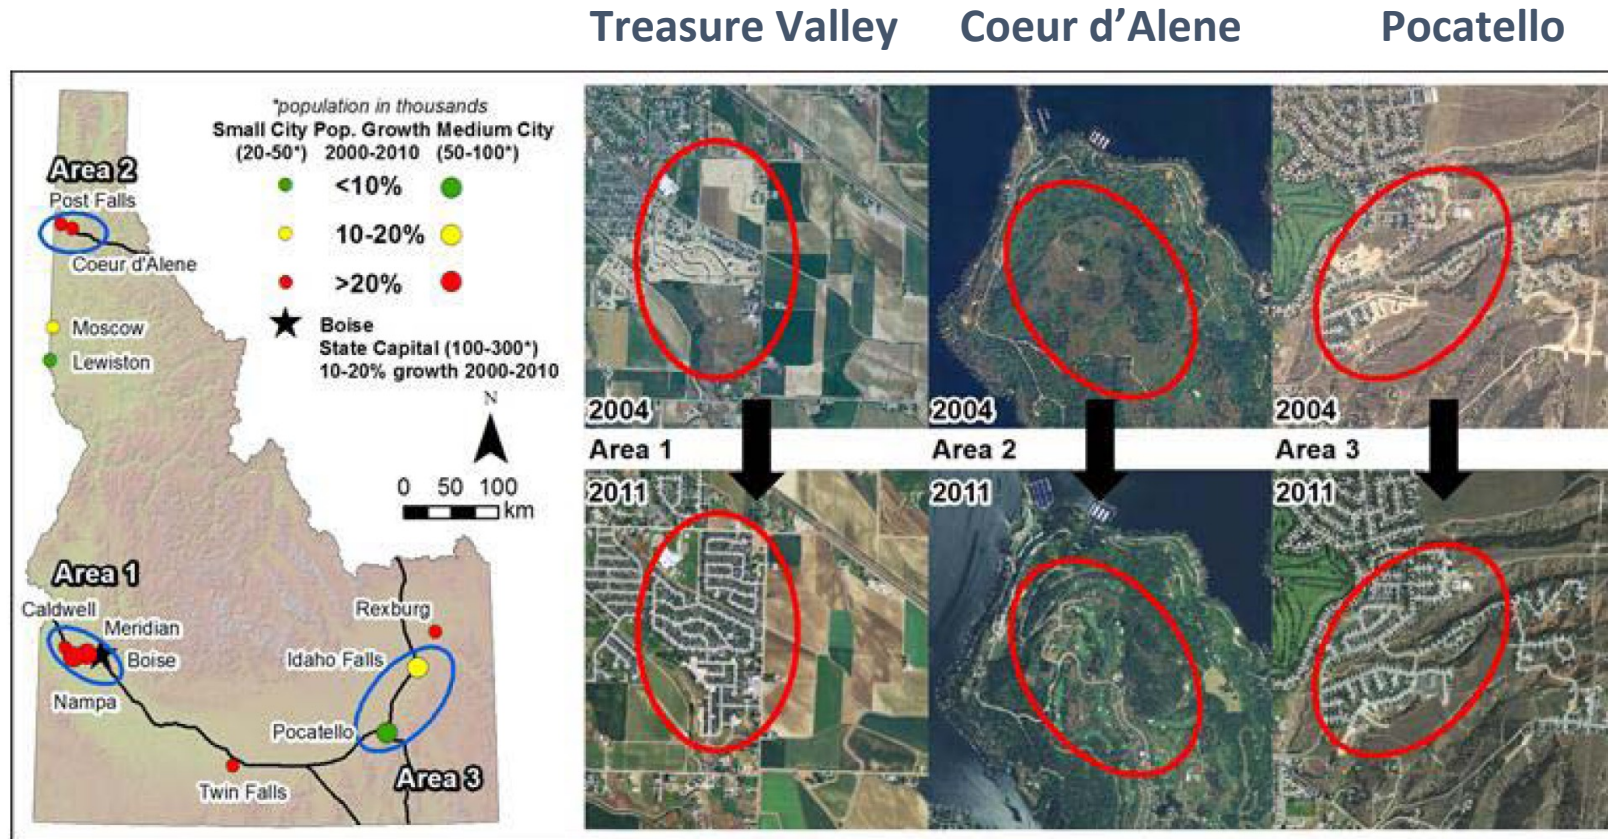 Treasure Valley Coeur d’Alene Pocatello
*population in thousands
Small City Pop. Growth Medium City
(20-50*) 2000-2010 (50-100*)
<10%
10-20%
>20%
Boise
State Capital (100-300*)
10-20% growth 2000-2010
N
0 50 100
km
Area 2
Post Falls
Coeur d'Alene
Moscow
Lewiston
Area 1
Caldwell
Meridian
Boise
Nampa
Rexburg
Idaho Falls
Pocatello
Area 3
Twin Falls
2004 2004 2004
Area 1 Area 2 Area 3
2011 2011 2011